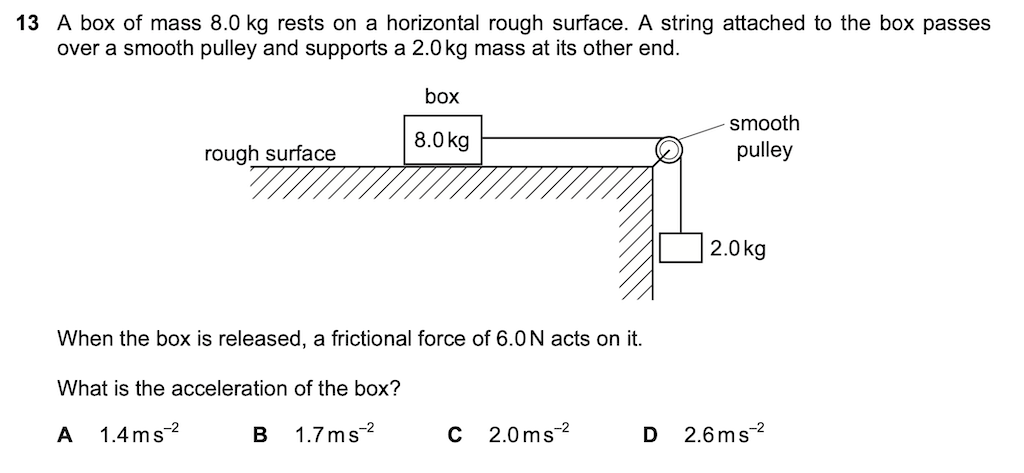 13 A box of mass 8.0 kg rests on a horizontal rough surface. A string attached to the box passes
over a smooth pulley and supports a 2.0 kg mass at its other end.
box
8.0 kg
smooth
pulley
rough surface
2.0 kg
When the box is released, a frictional force of 6.0 N acts on it.
What is the acceleration of the box?
A 1.4 m s⁻² B 1.7 m s⁻² C 2.0 m s⁻² D 2.6 m s⁻²